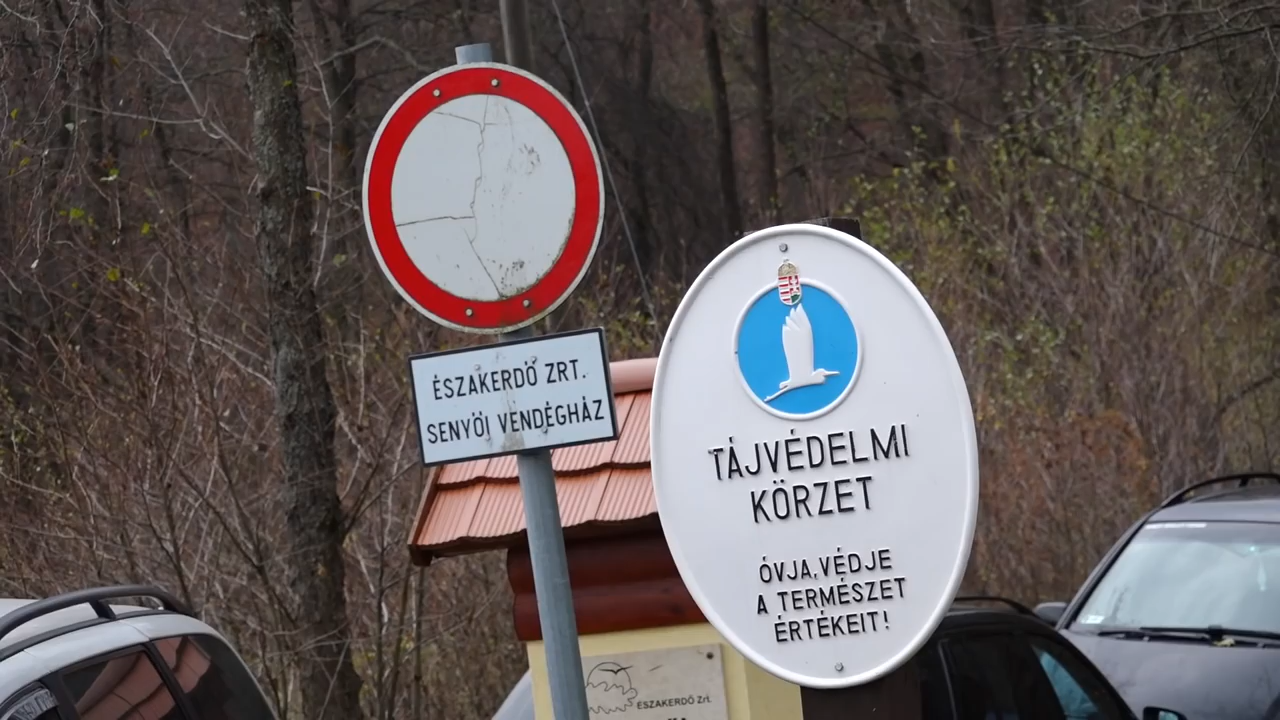 ÉSZAKERDŐ ZRT.
SENYŐI VENDÉGHÁZ
TÁJVÉDELMI
KÖRZET
ÓVJA, VÉDJE
A TERMÉSZET
ÉRTÉKEIT!
ÉSZAKERDŐ Zrt.